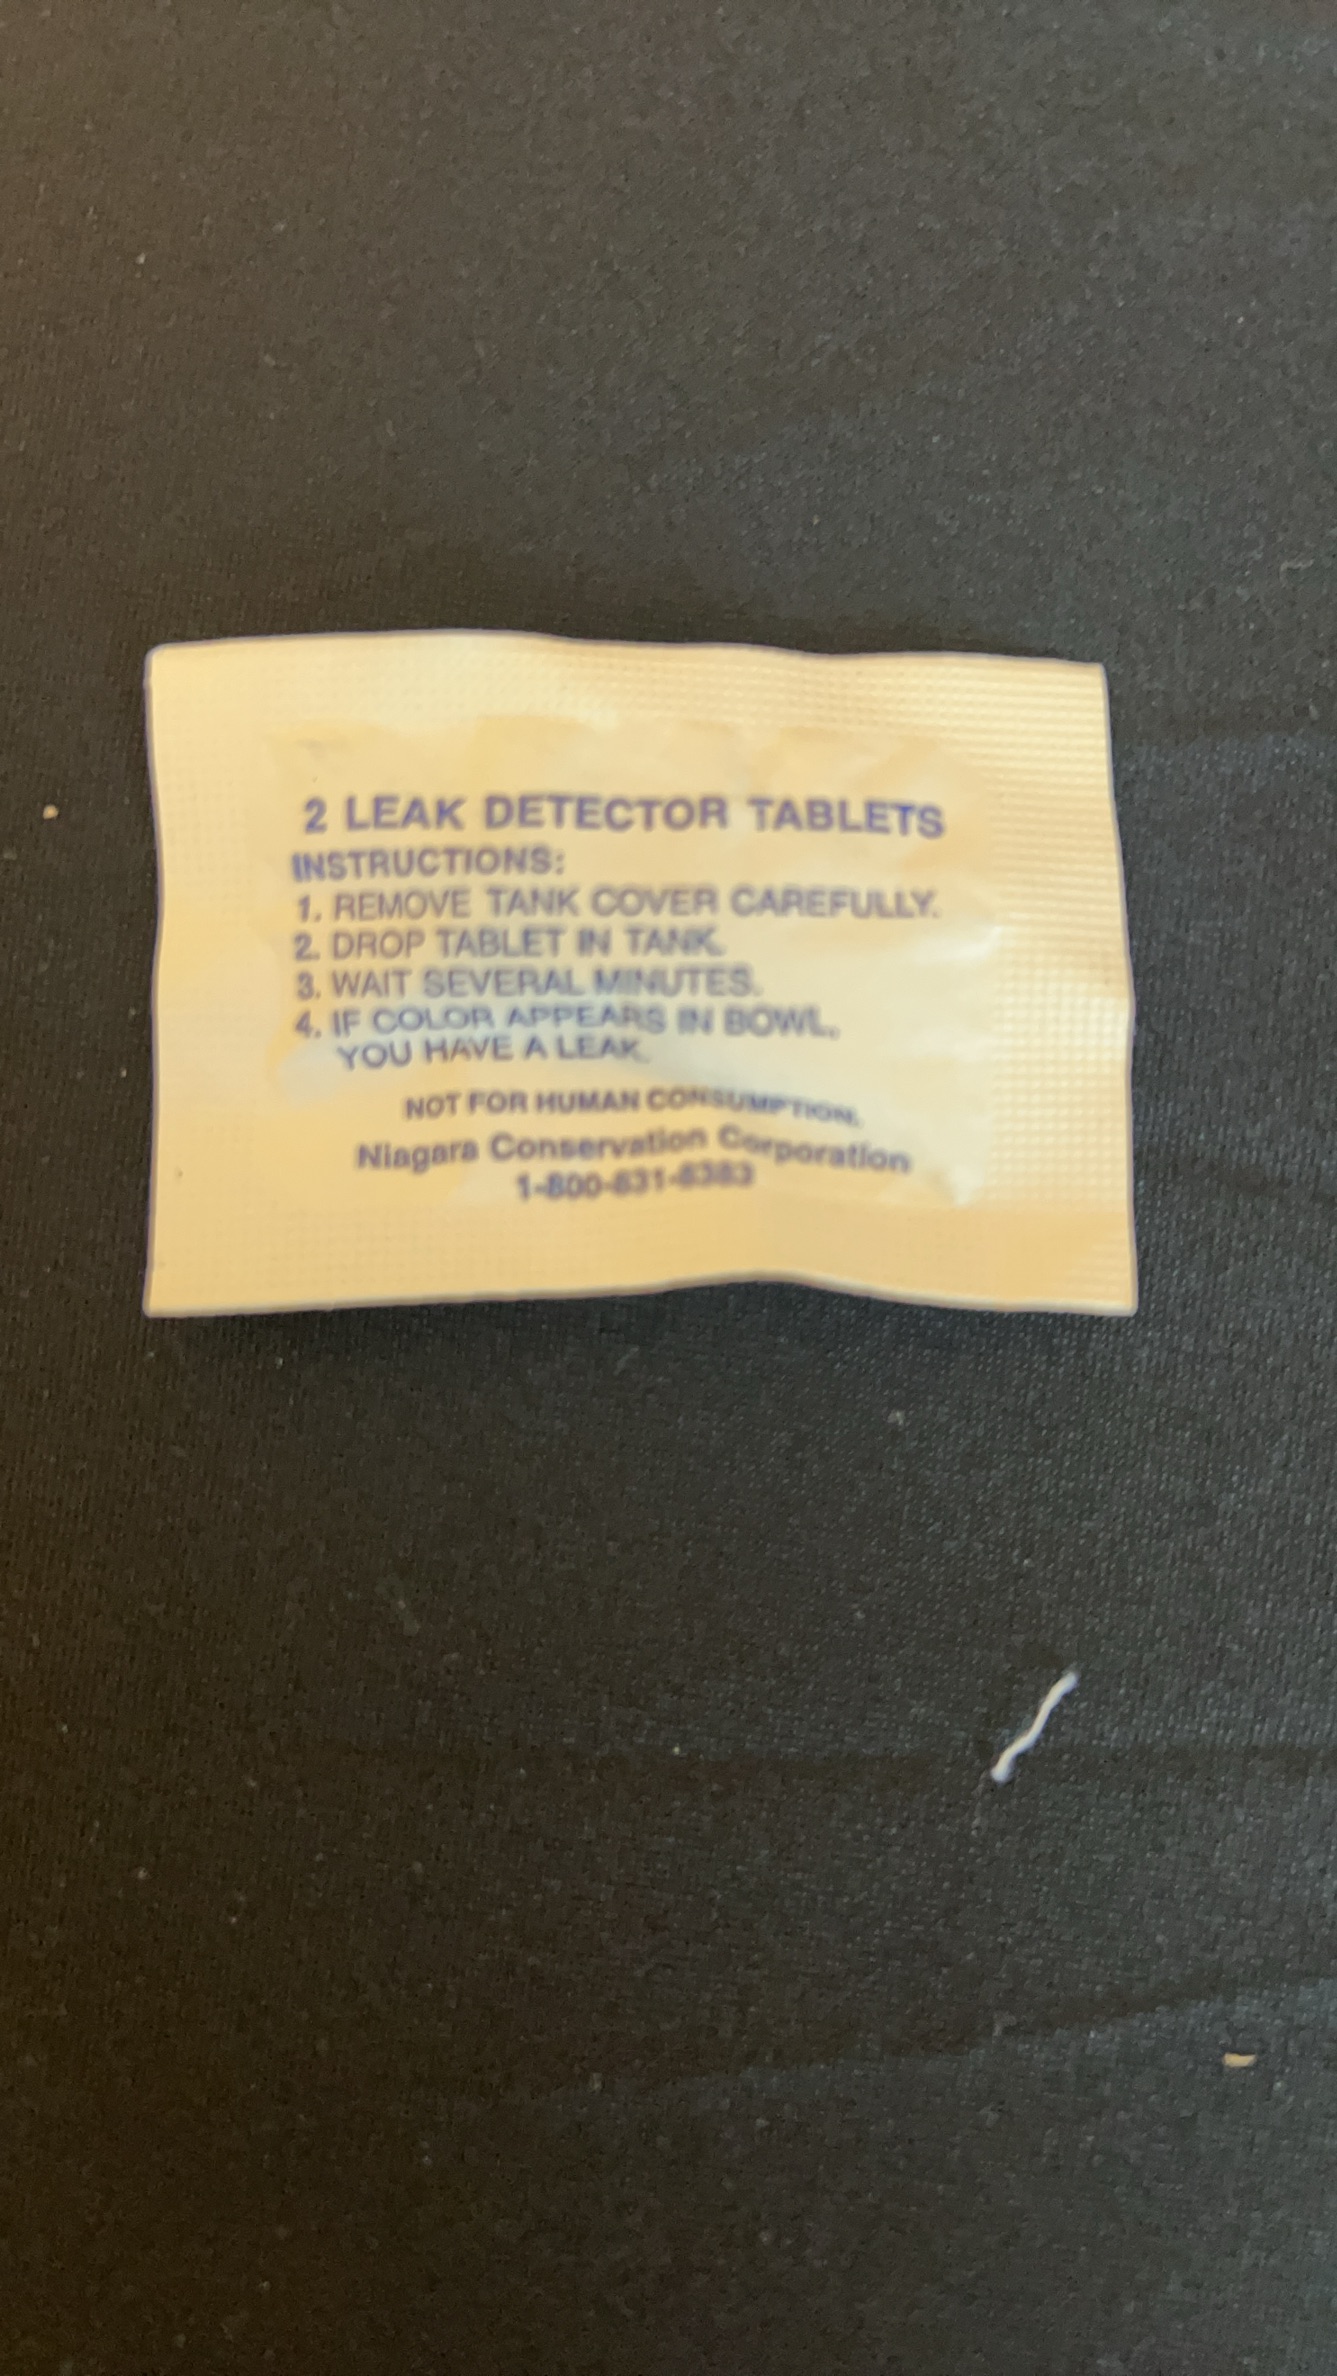 2 LEAK DETECTOR TABLETS
INSTRUCTIONS:
1. REMOVE TANK COVER CAREFULLY.
2. DROP TABLET IN TANK.
3. WAIT SEVERAL MINUTES.
4. IF COLOR APPEARS IN BOWL,
YOU HAVE A LEAK.
NOT FOR HUMAN CONSUMPTION.
Niagara Conservation Corporation